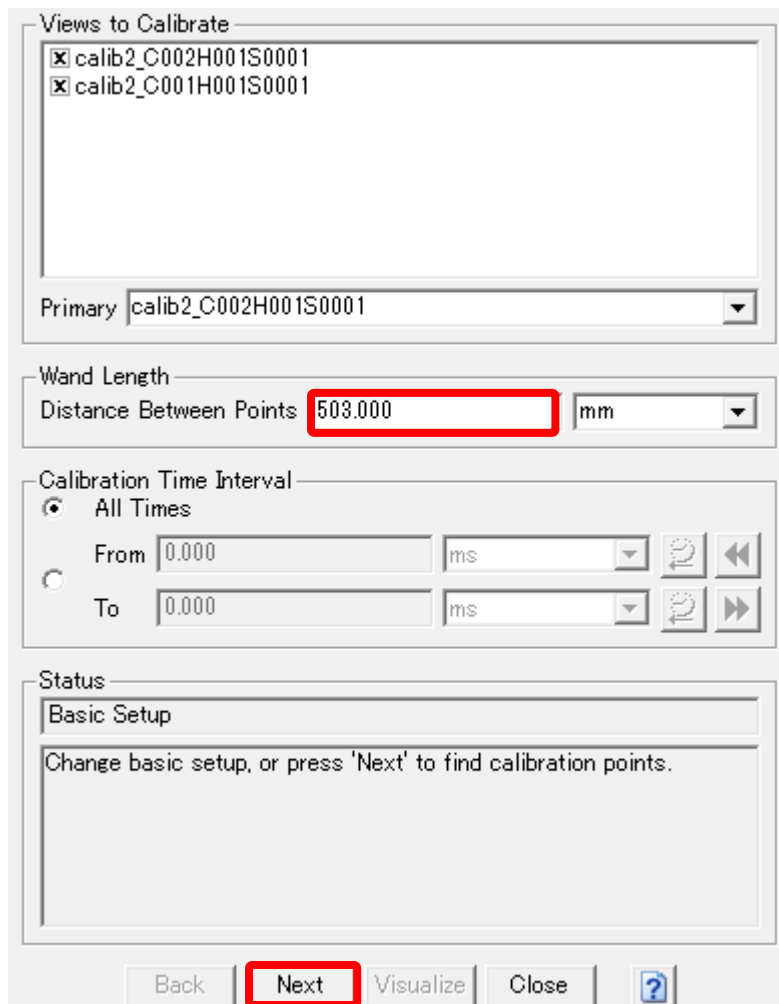 Views to Calibrate
calib2_C002H001S0001
calib2_C001H001S0001
Primary calib2_C002H001S0001
Wand Length
Distance Between Points 503.000 mm
Calibration Time Interval
All Times
From 0.000 ms
To 0.000 ms
Status
Basic Setup
Change basic setup, or press 'Next' to find calibration points.
Back Next Visualize Close ?